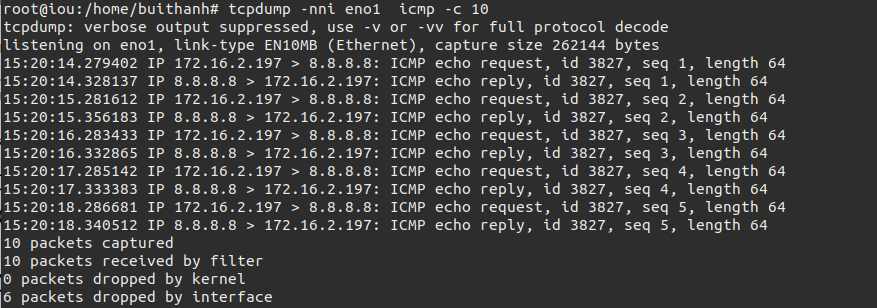 root@iou:/home/buithanh# tcpdump -nni eno1  icmp -c 10
tcpdump: verbose output suppressed, use -v or -vv for full protocol decode
listening on eno1, link-type EN10MB (Ethernet), capture size 262144 bytes
15:20:14.279402 IP 172.16.2.197 > 8.8.8.8: ICMP echo request, id 3827, seq 1, length 64
15:20:14.328137 IP 8.8.8.8 > 172.16.2.197: ICMP echo reply, id 3827, seq 1, length 64
15:20:15.281612 IP 172.16.2.197 > 8.8.8.8: ICMP echo request, id 3827, seq 2, length 64
15:20:15.356183 IP 8.8.8.8 > 172.16.2.197: ICMP echo reply, id 3827, seq 2, length 64
15:20:16.283433 IP 172.16.2.197 > 8.8.8.8: ICMP echo request, id 3827, seq 3, length 64
15:20:16.332865 IP 8.8.8.8 > 172.16.2.197: ICMP echo reply, id 3827, seq 3, length 64
15:20:17.285142 IP 172.16.2.197 > 8.8.8.8: ICMP echo request, id 3827, seq 4, length 64
15:20:17.333383 IP 8.8.8.8 > 172.16.2.197: ICMP echo reply, id 3827, seq 4, length 64
15:20:18.286681 IP 172.16.2.197 > 8.8.8.8: ICMP echo request, id 3827, seq 5, length 64
15:20:18.340512 IP 8.8.8.8 > 172.16.2.197: ICMP echo reply, id 3827, seq 5, length 64
10 packets captured
10 packets received by filter
0 packets dropped by kernel
6 packets dropped by interface